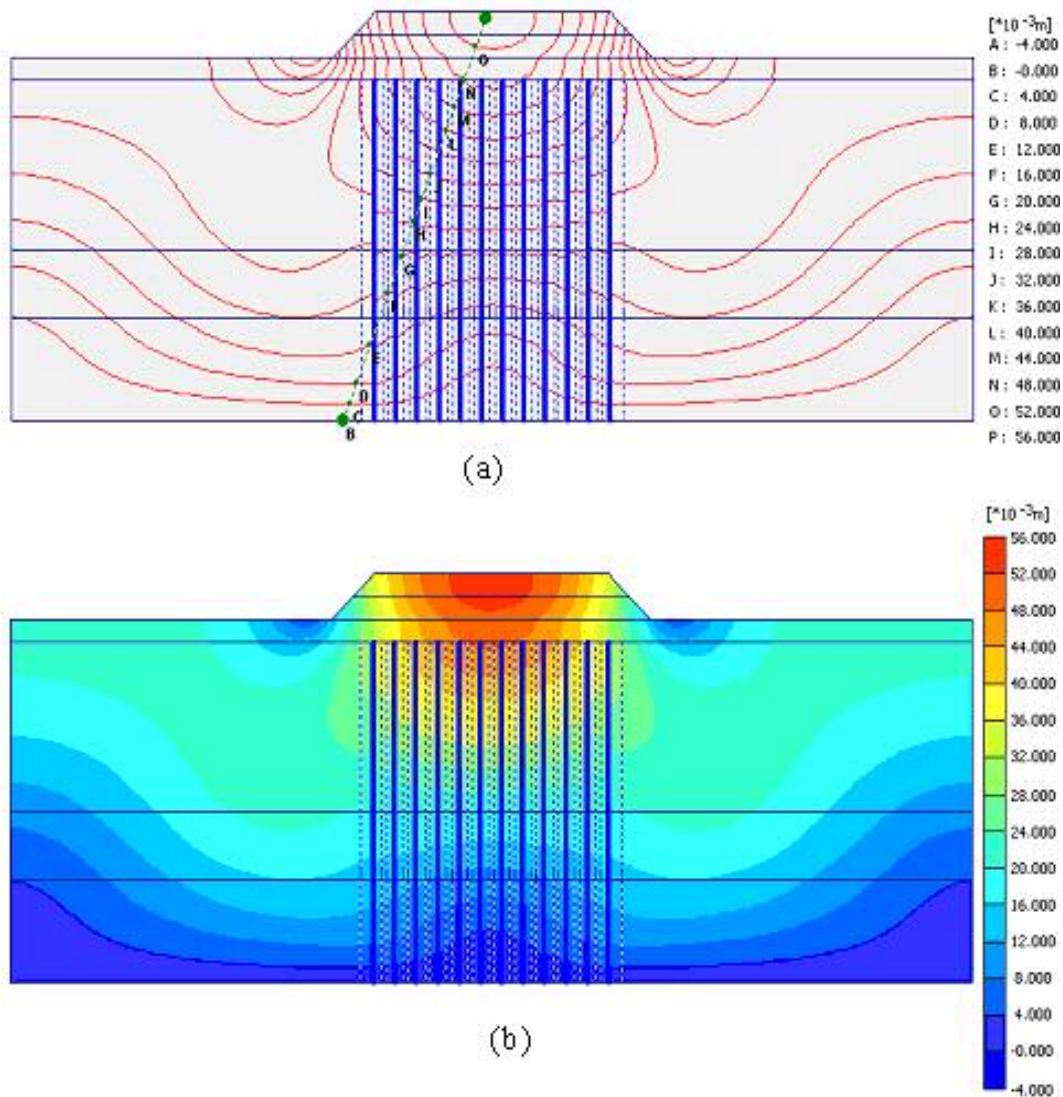 [*10 -3m]
A : -4.000
B : -0.000
C : 4.000
D : 8.000
E : 12.000
F : 16.000
G : 20.000
H : 24.000
I : 28.000
J : 32.000
K : 36.000
L : 40.000
M : 44.000
N : 48.000
O : 52.000
P : 56.000
O
N
M
I
H
G
E
D
C
B
(a)
[*10 -3m]
56.000
52.000
48.000
44.000
40.000
36.000
32.000
28.000
24.000
20.000
16.000
12.000
8.000
4.000
-0.000
-4.000
(b)